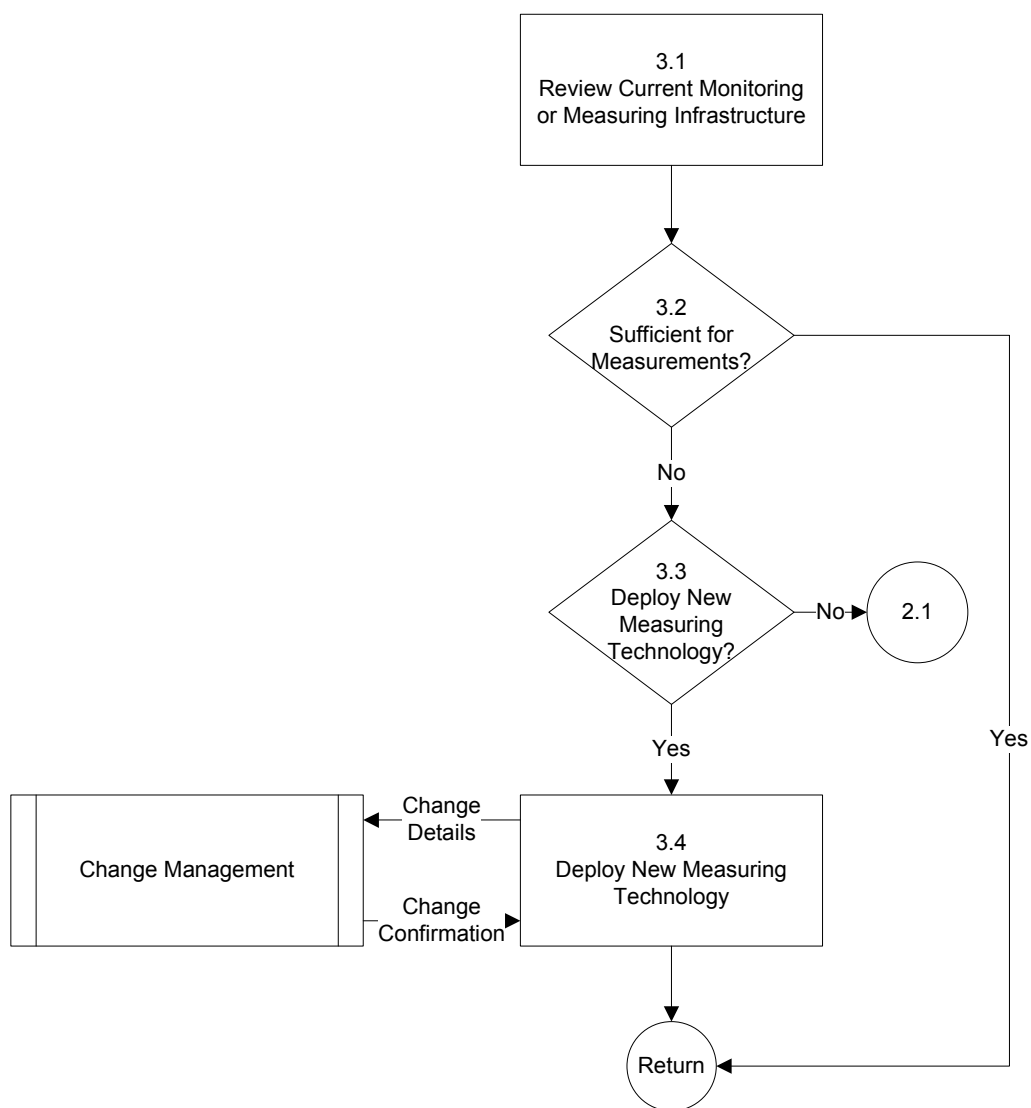 3.1
Review Current Monitoring
or Measuring Infrastructure
3.2
Sufficient for
Measurements?
No
3.3
Deploy New
Measuring
Technology?
No
2.1
Yes
Yes
Change
Details
3.4
Deploy New Measuring
Technology
Change Management
Change
Confirmation
Return